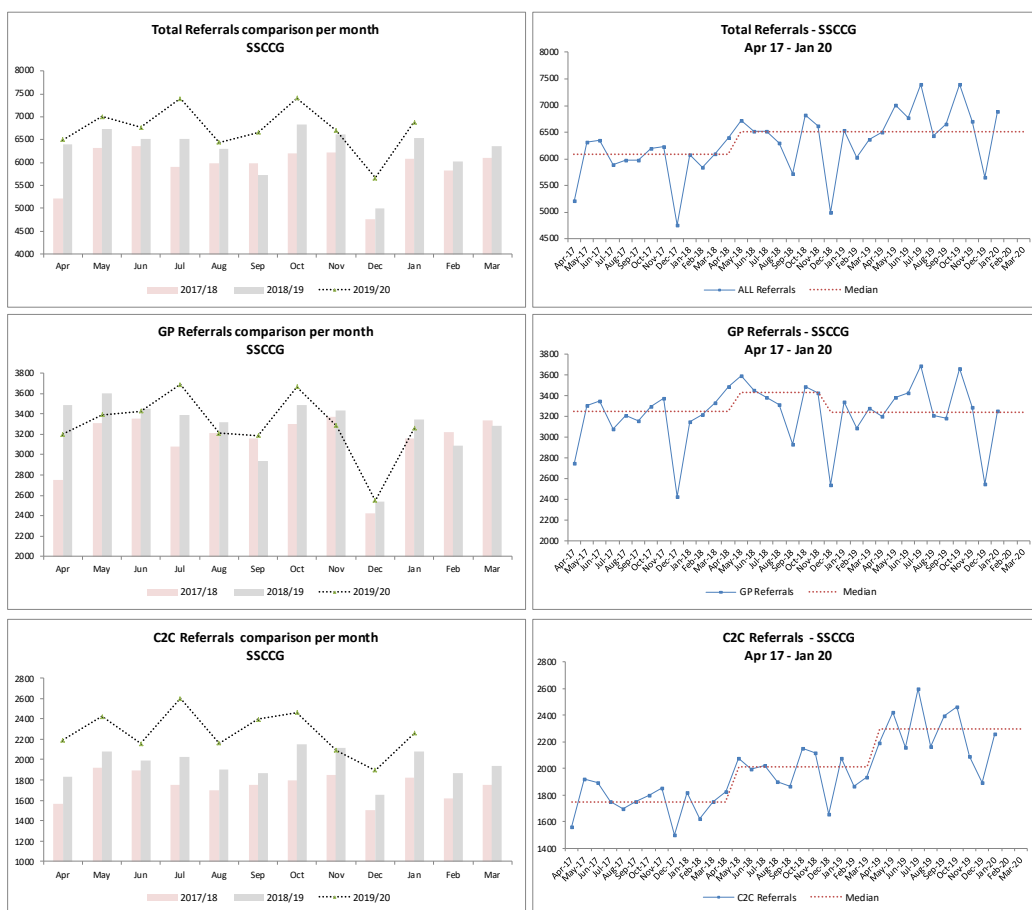 Total Referrals comparison per month
SSCCG
8000
7500
7000
6500
6000
5500
5000
4500
4000
Apr May Jun Jul Aug Sep Oct Nov Dec Jan Feb Mar
2017/18 2018/19 2019/20
Total Referrals - SSCCG
Apr 17 - Jan 20
8000
7500
7000
6500
6000
5500
5000
4500
Apr-17 May-17 Jun-17 Jul-17 Aug-17 Sep-17 Oct-17 Nov-17 Dec-17 Jan-18 Feb-18 Mar-18 Apr-18 May-18 Jun-18 Jul-18 Aug-18 Sep-18 Oct-18 Nov-18 Dec-18 Jan-19 Feb-19 Mar-19 Apr-19 May-19 Jun-19 Jul-19 Aug-19 Sep-19 Oct-19 Nov-19 Dec-19 Jan-20 Feb-20 Mar-20
ALL Referrals Median
GP Referrals comparison per month
SSCCG
3800
3600
3400
3200
3000
2800
2600
2400
2200
2000
Apr May Jun Jul Aug Sep Oct Nov Dec Jan Feb Mar
2017/18 2018/19 2019/20
GP Referrals - SSCCG
Apr 17 - Jan 20
3800
3600
3400
3200
3000
2800
2600
2400
2200
2000
Apr-17 May-17 Jun-17 Jul-17 Aug-17 Sep-17 Oct-17 Nov-17 Dec-17 Jan-18 Feb-18 Mar-18 Apr-18 May-18 Jun-18 Jul-18 Aug-18 Sep-18 Oct-18 Nov-18 Dec-18 Jan-19 Feb-19 Mar-19 Apr-19 May-19 Jun-19 Jul-19 Aug-19 Sep-19 Oct-19 Nov-19 Dec-19 Jan-20 Feb-20 Mar-20
GP Referrals Median
C2C Referrals comparison per month
SSCCG
2800
2600
2400
2200
2000
1800
1600
1400
1200
1000
Apr May Jun Jul Aug Sep Oct Nov Dec Jan Feb Mar
2017/18 2018/19 2019/20
C2C Referrals - SSCCG
Apr 17 - Jan 20
2800
2600
2400
2200
2000
1800
1600
1400
Apr-17 May-17 Jun-17 Jul-17 Aug-17 Sep-17 Oct-17 Nov-17 Dec-17 Jan-18 Feb-18 Mar-18 Apr-18 May-18 Jun-18 Jul-18 Aug-18 Sep-18 Oct-18 Nov-18 Dec-18 Jan-19 Feb-19 Mar-19 Apr-19 May-19 Jun-19 Jul-19 Aug-19 Sep-19 Oct-19 Nov-19 Dec-19 Jan-20 Feb-20 Mar-20
C2C Referrals Median